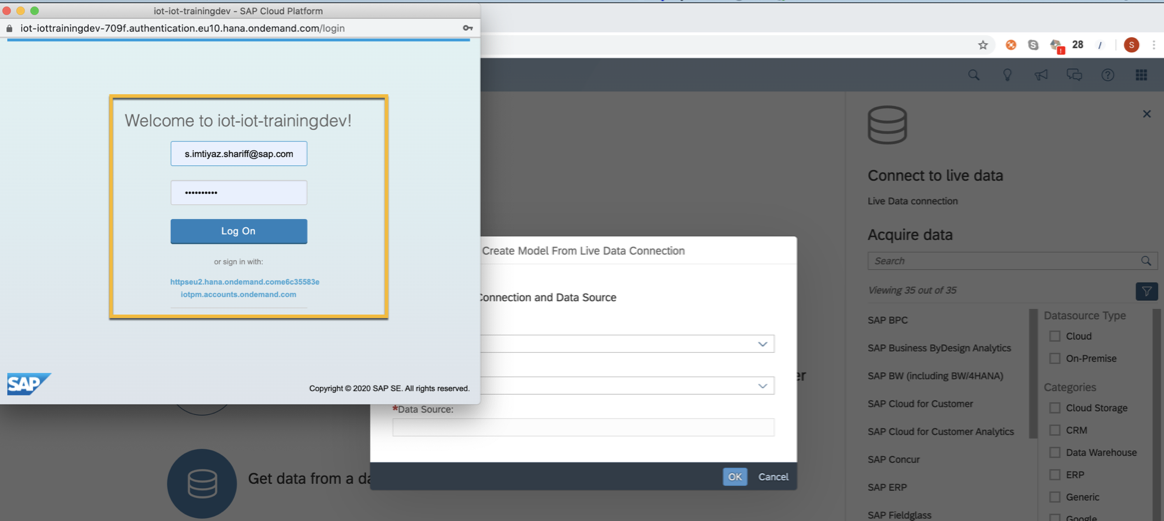 iot-iot-trainingdev - SAP Cloud Platform
iot-iottrainingdev-709f.authentication.eu10.hana.ondemand.com/login
Welcome to iot-iot-trainingdev!
s.imtiyaz.shariff@sap.com
••••••••••
Log On
or sign in with:
httpseu2.hana.ondemand.come6c35583e
iotpm.accounts.ondemand.com
SAP
Copyright © 2020 SAP SE. All rights reserved.
28
S
Create Model From Live Data Connection
Connection and Data Source
*Data Source:
OK
Cancel
Get data from a da
er
Connect to live data
Live Data connection
Acquire data
Search
Viewing 35 out of 35
SAP BPC
SAP Business ByDesign Analytics
SAP BW (including BW/4HANA)
SAP Cloud for Customer
SAP Cloud for Customer Analytics
SAP Concur
SAP ERP
SAP Fieldglass
Datasource Type
Cloud
On-Premise
Categories
Cloud Storage
CRM
Data Warehouse
ERP
Generic
Google